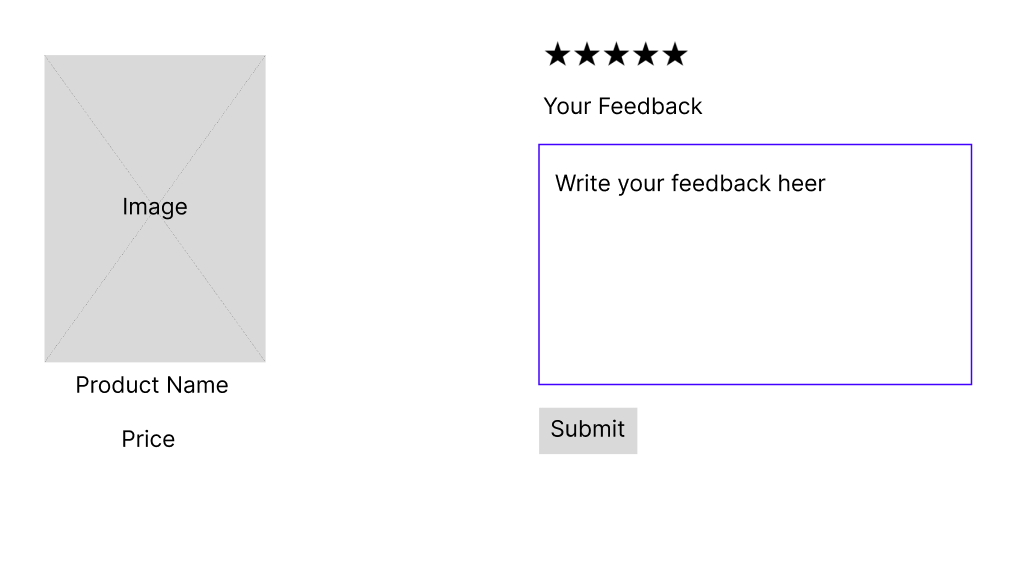 Image
Product Name
Price
★★★★★
Your Feedback
Write your feedback heer
Submit